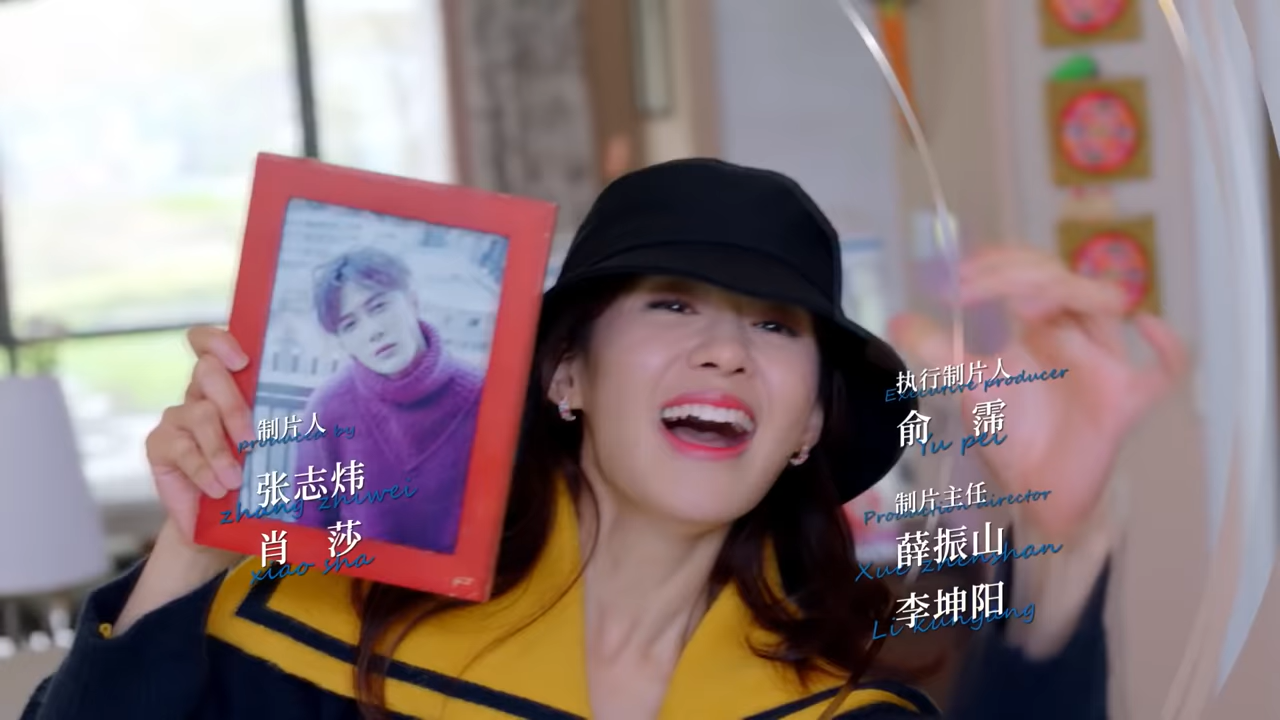 制片人
produced by
张志炜
zhang zhiwei
肖 莎
xiao sha
执行制片人
Executive producer
俞 霈
Yu pei
制片主任
Production director
薛振山
Xue zhenshan
李坤阳
Li kunyang